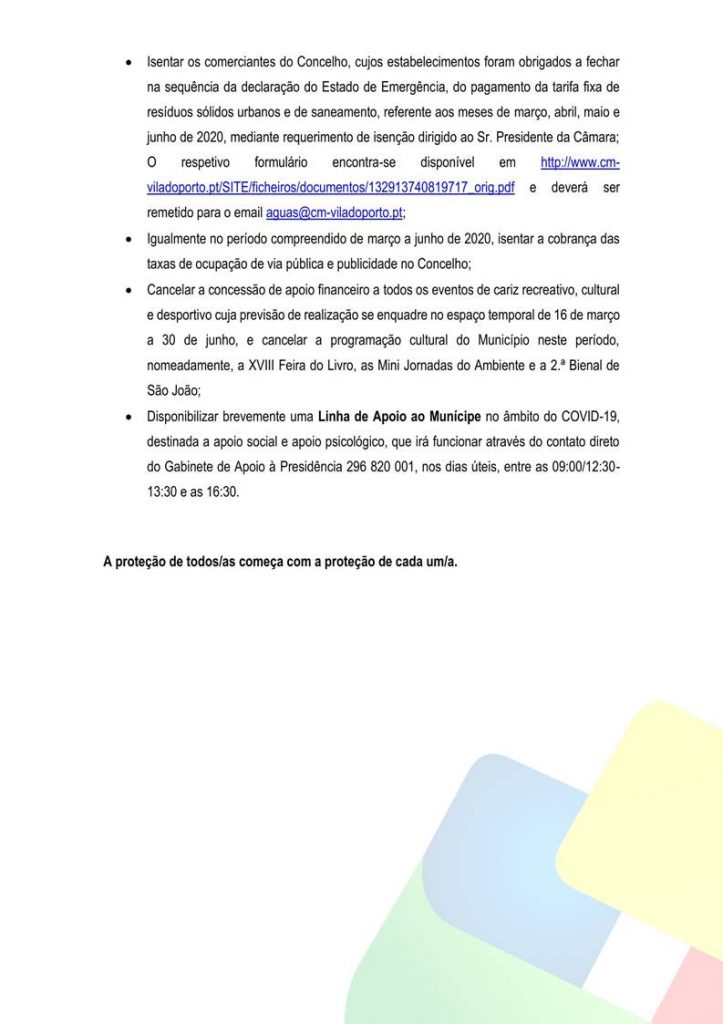 • Isentar os comerciantes do Concelho, cujos estabelecimentos foram obrigados a fechar
na sequência da declaração do Estado de Emergência, do pagamento da tarifa fixa de
resíduos sólidos urbanos e de saneamento, referente aos meses de março, abril, maio e
junho de 2020, mediante requerimento de isenção dirigido ao Sr. Presidente da Câmara;
O respetivo formulário encontra-se disponível em http://www.cm-
viladoporto.pt/SITE/ficheiros/documentos/132913740819717_orig.pdf e deverá ser
remetido para o email aguas@cm-viladoporto.pt;
• Igualmente no período compreendido de março a junho de 2020, isentar a cobrança das
taxas de ocupação de via pública e publicidade no Concelho;
• Cancelar a concessão de apoio financeiro a todos os eventos de cariz recreativo, cultural
e desportivo cuja previsão de realização se enquadre no espaço temporal de 16 de março
a 30 de junho, e cancelar a programação cultural do Município neste período,
nomeadamente, a XVIII Feira do Livro, as Mini Jornadas do Ambiente e a 2.ª Bienal de
São João;
• Disponibilizar brevemente uma Linha de Apoio ao Munícipe no âmbito do COVID-19,
destinada a apoio social e apoio psicológico, que irá funcionar através do contato direto
do Gabinete de Apoio à Presidência 296 820 001, nos dias úteis, entre as 09:00/12:30-
13:30 e as 16:30.
A proteção de todos/as começa com a proteção de cada um/a.